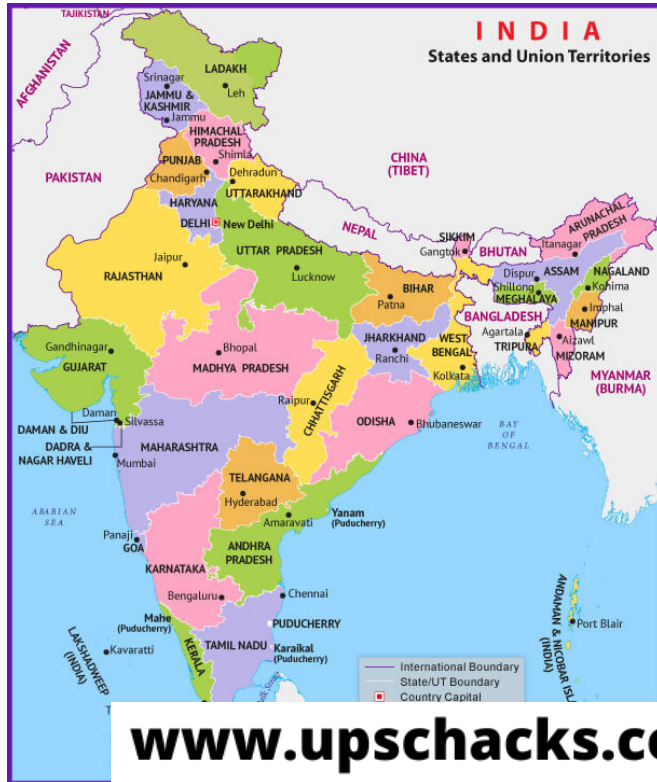 TAJIKISTAN
AFGHANISTAN
INDIA
States and Union Territories
LADAKH
Srinagar
Leh
JAMMU &
KASHMIR
Jammu
HIMACHAL
PRADESH
PUNJAB
Shimla
Chandigarh
Dehradun
UTTARAKHAND
CHINA
(TIBET)
PAKISTAN
HARYANA
DELHI
New Delhi
NEPAL
ARUNACHAL
PRADESH
SIKKIM
Gangtok
BHUTAN
Itanagar
UTTAR PRADESH
Jaipur
Lucknow
RAJASTHAN
Dispur
ASSAM
NAGALAND
Shillong
Kohima
MEGHALAYA
BIHAR
Patna
Imphal
BANGLADESH
MANIPUR
JHARKHAND
WEST
BENGAL
Agartala
Aizawl
TRIPURA
MIZORAM
Ranchi
Gandhinagar
GUJARAT
Bhopal
MADHYA PRADESH
Kolkata
MYANMAR
(BURMA)
Raipur
CHHATTISGARH
Daman
Silvassa
DAMAN & DIU
DADRA &
NAGAR HAVELI
ODISHA
Bhubaneswar
BAY
OF
BENGAL
MAHARASHTRA
Mumbai
TELANGANA
Hyderabad
ARABIAN
SEA
Amaravati
Yanam
(Puducherry)
Panaji
GOA
ANDHRA
PRADESH
KARNATAKA
Bengaluru
Chennai
Mahe
(Puducherry)
PUDUCHERRY
ANDAMAN & NICOBAR ISL
(INDIA)
Port Blair
LAKSHADWEEP
(INDIA)
Kavaratti
KERALA
TAMIL NADU
Karaikal
(Puducherry)
International Boundary
State/UT Boundary
Country Capital
www.upschacks.co